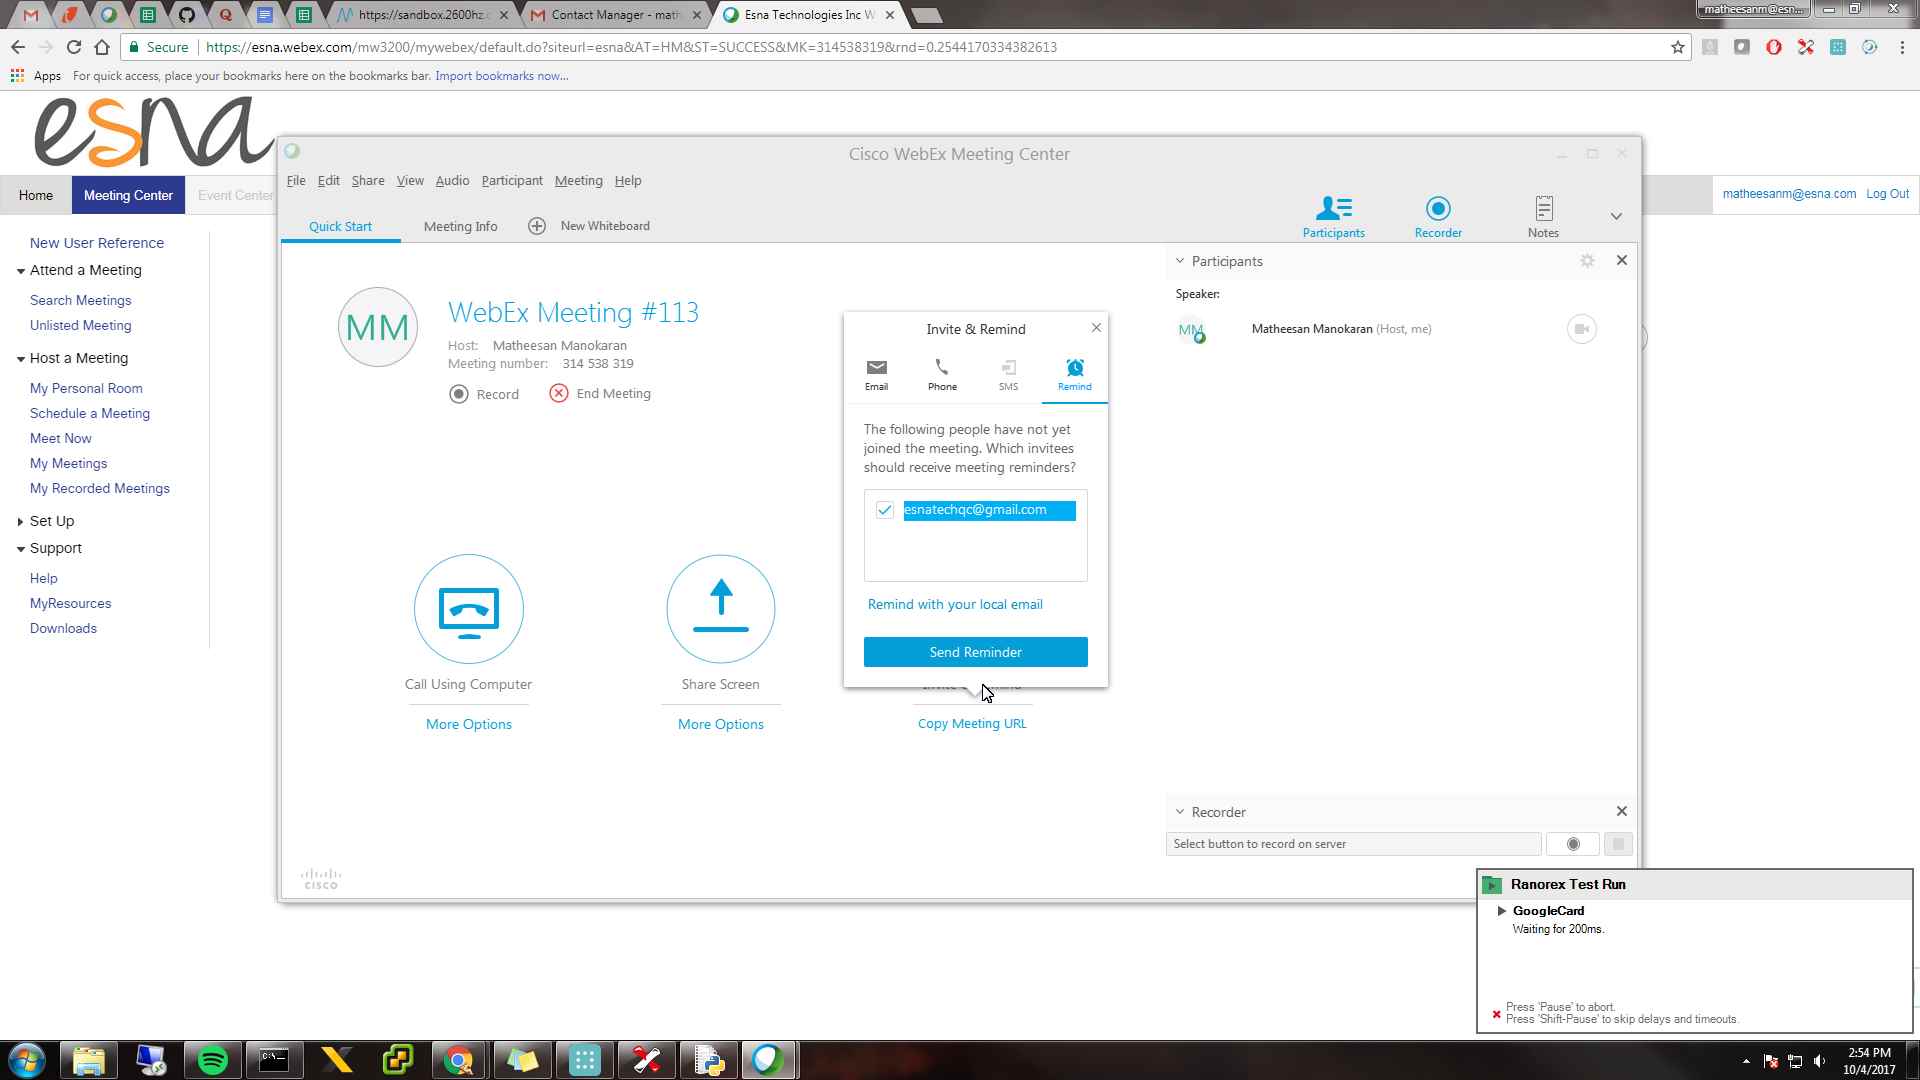 https://sandbox.2600hz.c
Contact Manager - math
Esna Technologies Inc W
matheesanm@esn...
Secure
https://esna.webex.com/mw3200/mywebex/default.do?siteurl=esna&AT=HM&ST=SUCCESS&MK=314538319&rnd=0.2544170334382613
Apps
For quick access, place your bookmarks here on the bookmarks bar. Import bookmarks now...
esna
Cisco WebEx Meeting Center
File Edit Share View Audio Participant Meeting Help
Home
Meeting Center
Event Center
matheesanm@esna.com Log Out
Quick Start
Meeting Info
New Whiteboard
Participants
Recorder
Notes
New User Reference
Attend a Meeting
Search Meetings
Unlisted Meeting
Host a Meeting
My Personal Room
Schedule a Meeting
Meet Now
My Meetings
My Recorded Meetings
Set Up
Support
Help
MyResources
Downloads
MM
WebEx Meeting #113
Host: Matheesan Manokaran
Meeting number: 314 538 319
Record
End Meeting
Call Using Computer
More Options
Share Screen
More Options
Invite & Remind
Email
Phone
SMS
Remind
The following people have not yet
joined the meeting. Which invitees
should receive meeting reminders?
esnatechqc@gmail.com
Remind with your local email
Send Reminder
Copy Meeting URL
Participants
Speaker:
MM
Matheesan Manokaran (Host, me)
Recorder
Select button to record on server
CISCO
Ranorex Test Run
GoogleCard
Waiting for 200ms.
Press 'Pause' to abort.
Press 'Shift-Pause' to skip delays and timeouts.
2:54 PM
10/4/2017